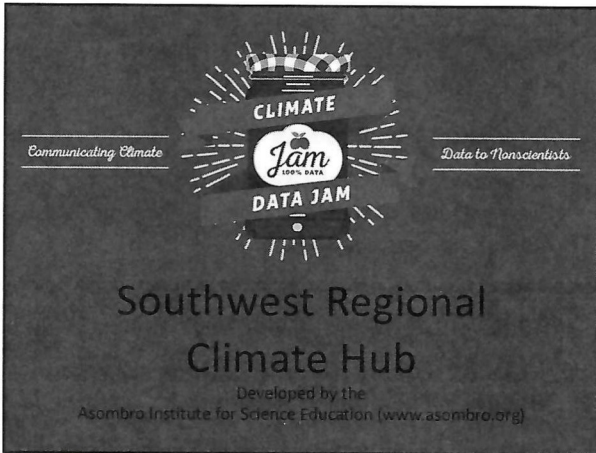 CLIMATE
Communicating Climate
Jam
100% DATA
Data to Nonscientists
DATA JAM
Southwest Regional
Climate Hub
Developed by the
Asombro Institute for Science Education (www.asombro.org)